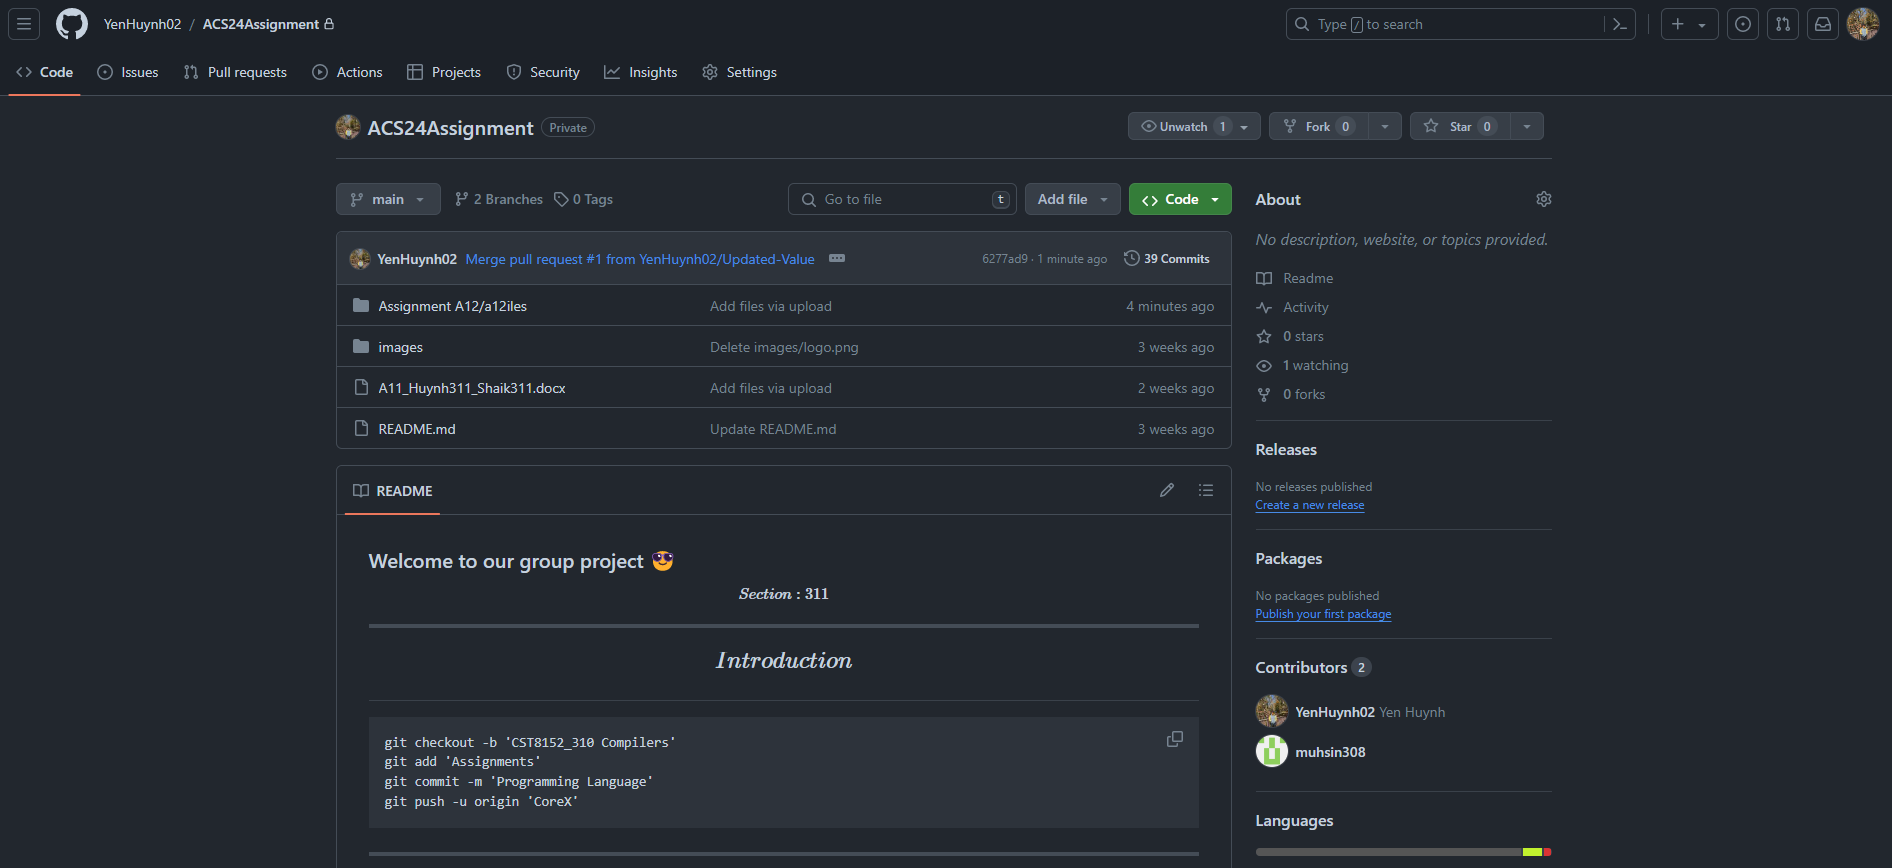 YenHuynh02 / ACS24Assignment
Type / to search
Code Issues Pull requests Actions Projects Security Insights Settings
ACS24Assignment Private
Unwatch 1 Fork 0 Star 0
main 2 Branches 0 Tags Go to file t Add file Code
YenHuynh02 Merge pull request #1 from YenHuynh02/Updated-Value 6277ad9 · 1 minute ago 39 Commits
Assignment A12/a12iles Add files via upload 4 minutes ago
images Delete images/logo.png 3 weeks ago
A11_Huynh311_Shaik311.docx Add files via upload 2 weeks ago
README.md Update README.md 3 weeks ago
README
Welcome to our group project 😎
Section : 311
Introduction
git checkout -b 'CST8152_310 Compilers'
git add 'Assignments'
git commit -m 'Programming Language'
git push -u origin 'CoreX'
About
No description, website, or topics provided.
Readme
Activity
0 stars
1 watching
0 forks
Releases
No releases published
Create a new release
Packages
No packages published
Publish your first package
Contributors 2
YenHuynh02 Yen Huynh
muhsin308
Languages